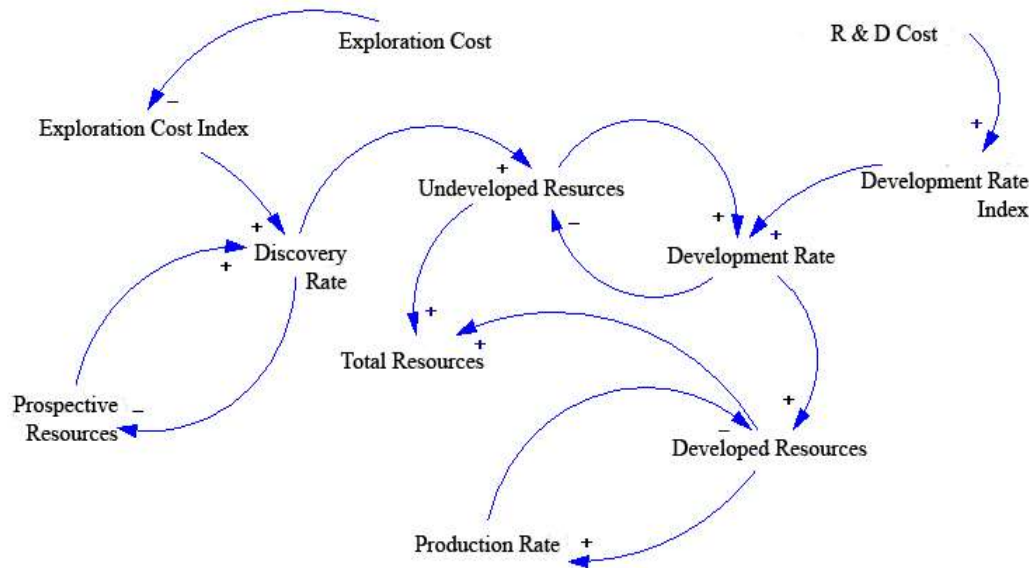 Exploration Cost
R & D Cost
−
Exploration Cost Index
+
+
Undeveloped Resurces
Development Rate
Index
−
+
+
+
+
Discovery
Rate
Development Rate
+
+
Total Resources
Prospective −
Resources
+
−
Developed Resources
Production Rate +